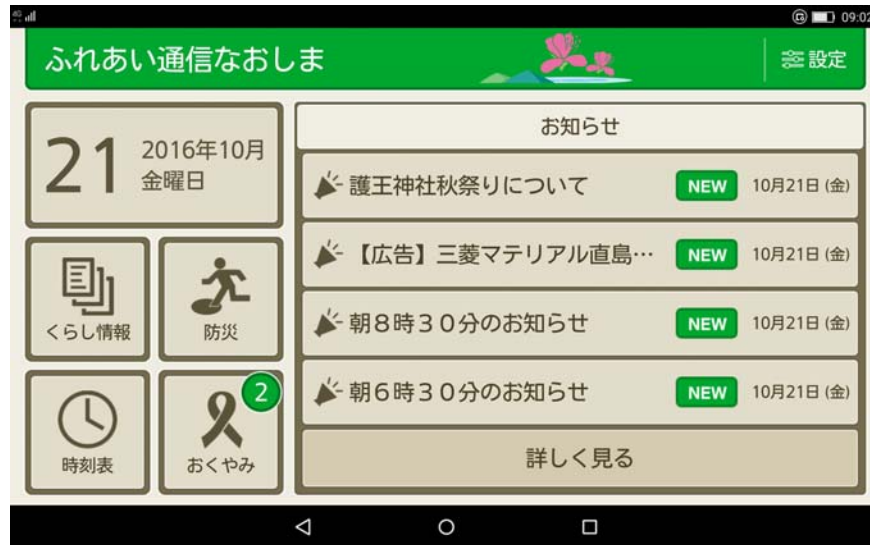 4G
09:02
ふれあい通信なおしま
設定
21
2016年10月
金曜日
お知らせ
護王神社秋祭りについて NEW 10月21日 (金)
【広告】三菱マテリアル直島… NEW 10月21日 (金)
朝8時30分のお知らせ NEW 10月21日 (金)
朝6時30分のお知らせ NEW 10月21日 (金)
詳しく見る
くらし情報
防災
時刻表
2
おくやみ